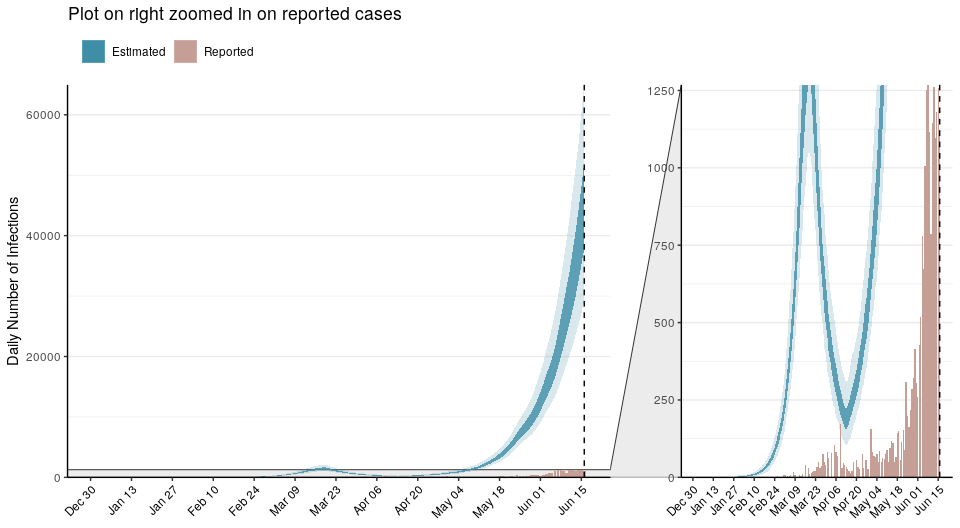 Plot on right zoomed in on reported cases
Estimated
Reported
Daily Number of Infections
60000
40000
20000
0
Dec 30
Jan 13
Jan 27
Feb 10
Feb 24
Mar 09
Mar 23
Apr 06
Apr 20
May 04
May 18
Jun 01
Jun 15
1250
1000
750
500
250
0
Dec 30
Jan 13
Jan 27
Feb 10
Feb 24
Mar 09
Mar 23
Apr 06
Apr 20
May 04
May 18
Jun 01
Jun 15